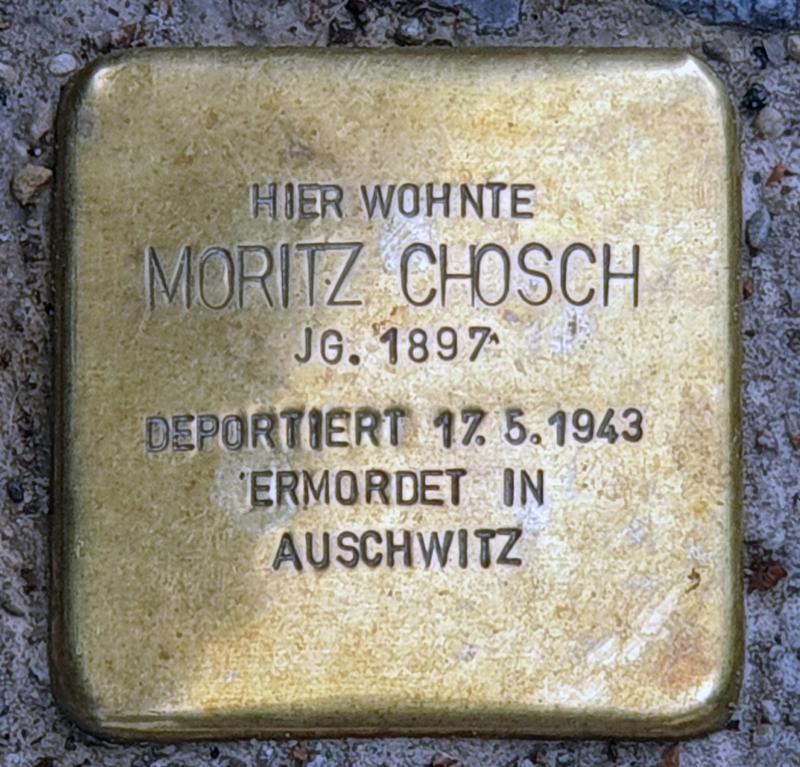 HIER WOHNTE
MORITZ CHOSCH
JG. 1897
DEPORTIERT 17. 5. 1943
ERMORDET IN
AUSCHWITZ